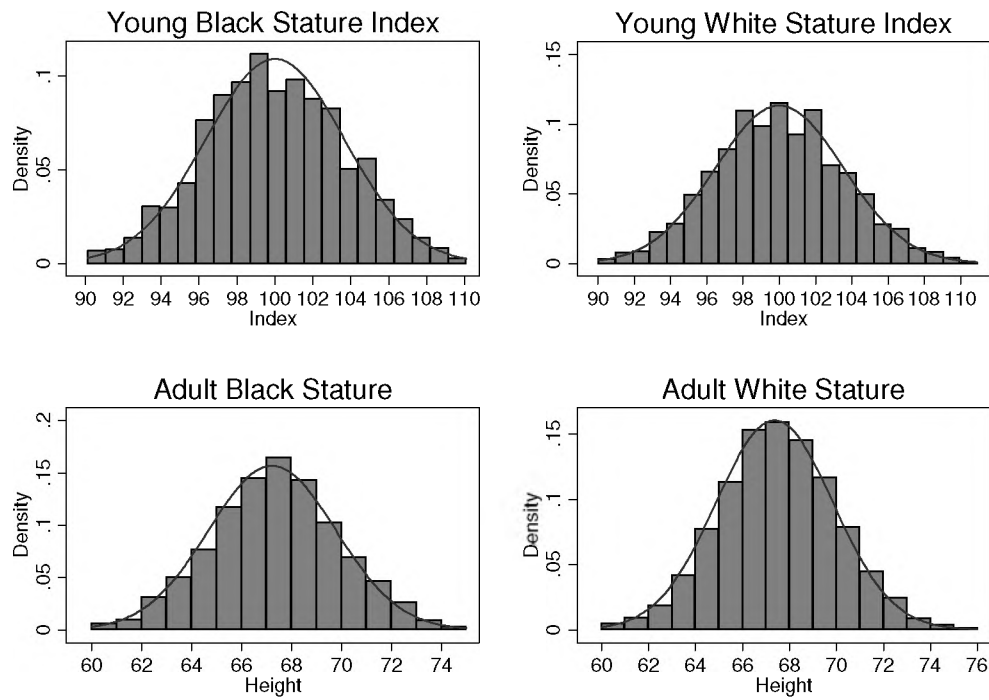 Young Black Stature Index
Density
0 .05 .1
90 92 94 96 98 100 102 104 106 108 110
Index
Young White Stature Index
Density
0 .05 .1 .15
90 92 94 96 98 100 102 104 106 108 110
Index
Adult Black Stature
Density
0 .05 .1 .15 .2
60 62 64 66 68 70 72 74
Height
Adult White Stature
Density
0 .05 .1 .15
60 62 64 66 68 70 72 74 76
Height